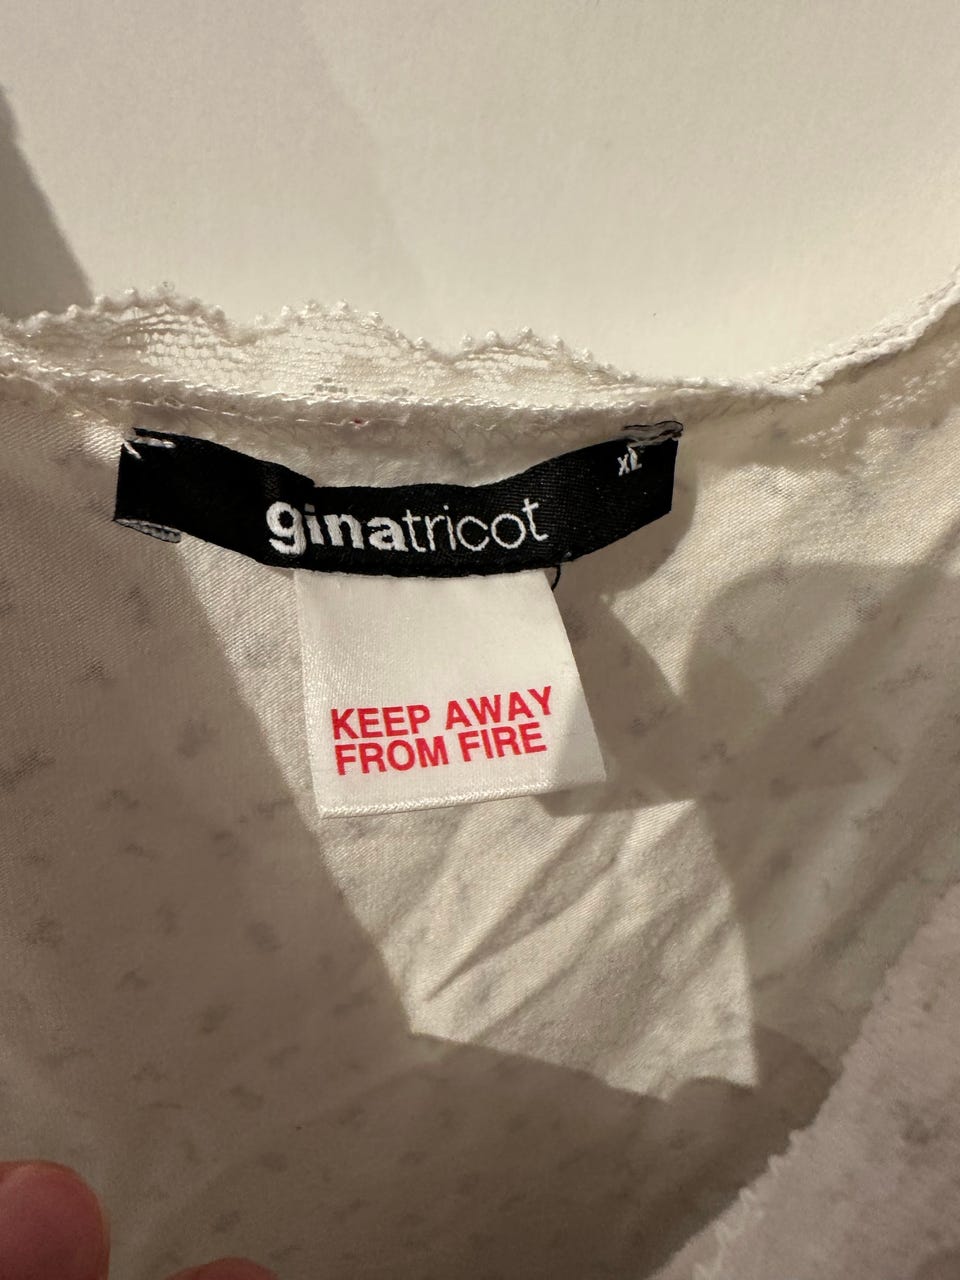 XL
ginatricot
KEEP AWAY
FROM FIRE